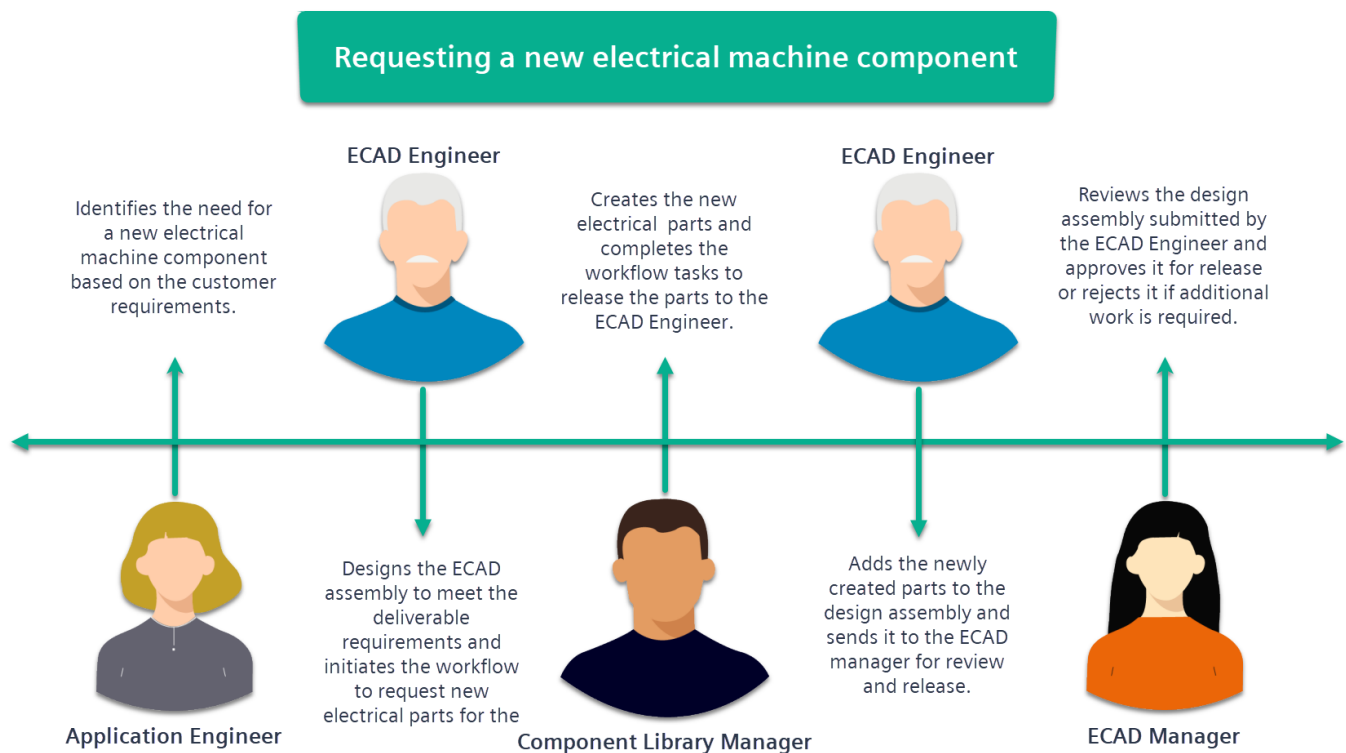 Requesting a new electrical machine component
Application Engineer
Identifies the need for
a new electrical
machine component
based on the customer
requirements.
ECAD Engineer
Designs the ECAD
assembly to meet the
deliverable
requirements and
initiates the workflow
to request new
electrical parts for the
Component Library Manager
Creates the new
electrical parts and
completes the
workflow tasks to
release the parts to the
ECAD Engineer.
ECAD Engineer
Adds the newly
created parts to the
design assembly and
sends it to the ECAD
manager for review
and release.
ECAD Manager
Reviews the design
assembly submitted by
the ECAD Engineer and
approves it for release
or rejects it if additional
work is required.